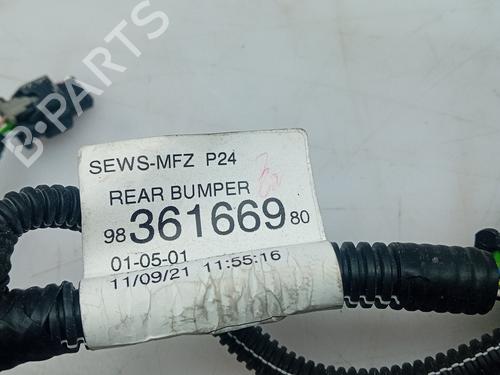 SEWS-MFZ P24
REAR BUMPER
98 361669 80
01-05-01
11/09/21 11:55:16
B-PARTS